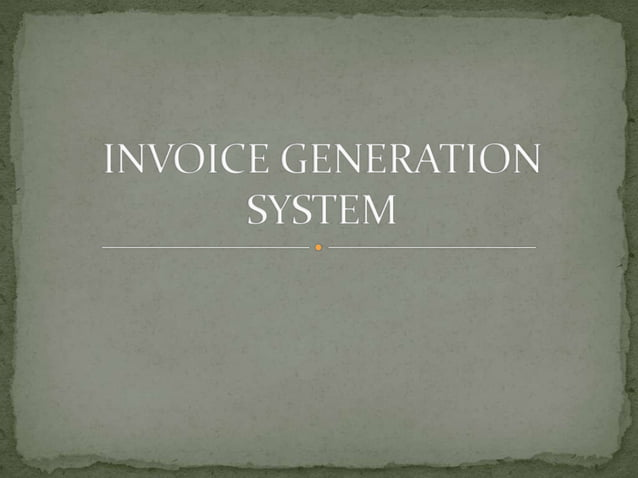 INVOICE GENERATION
SYSTEM